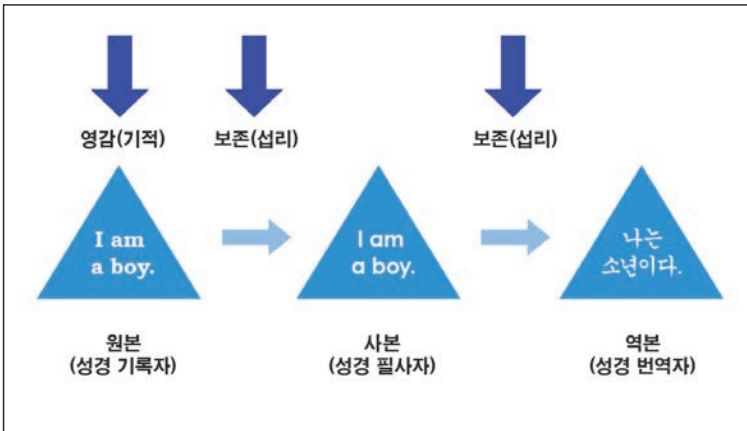 영감(기적)
보존(섭리)
보존(섭리)
I am
a boy.
I am
a boy.
나는
소년이다.
원본
(성경 기록자)
사본
(성경 필사자)
역본
(성경 번역자)